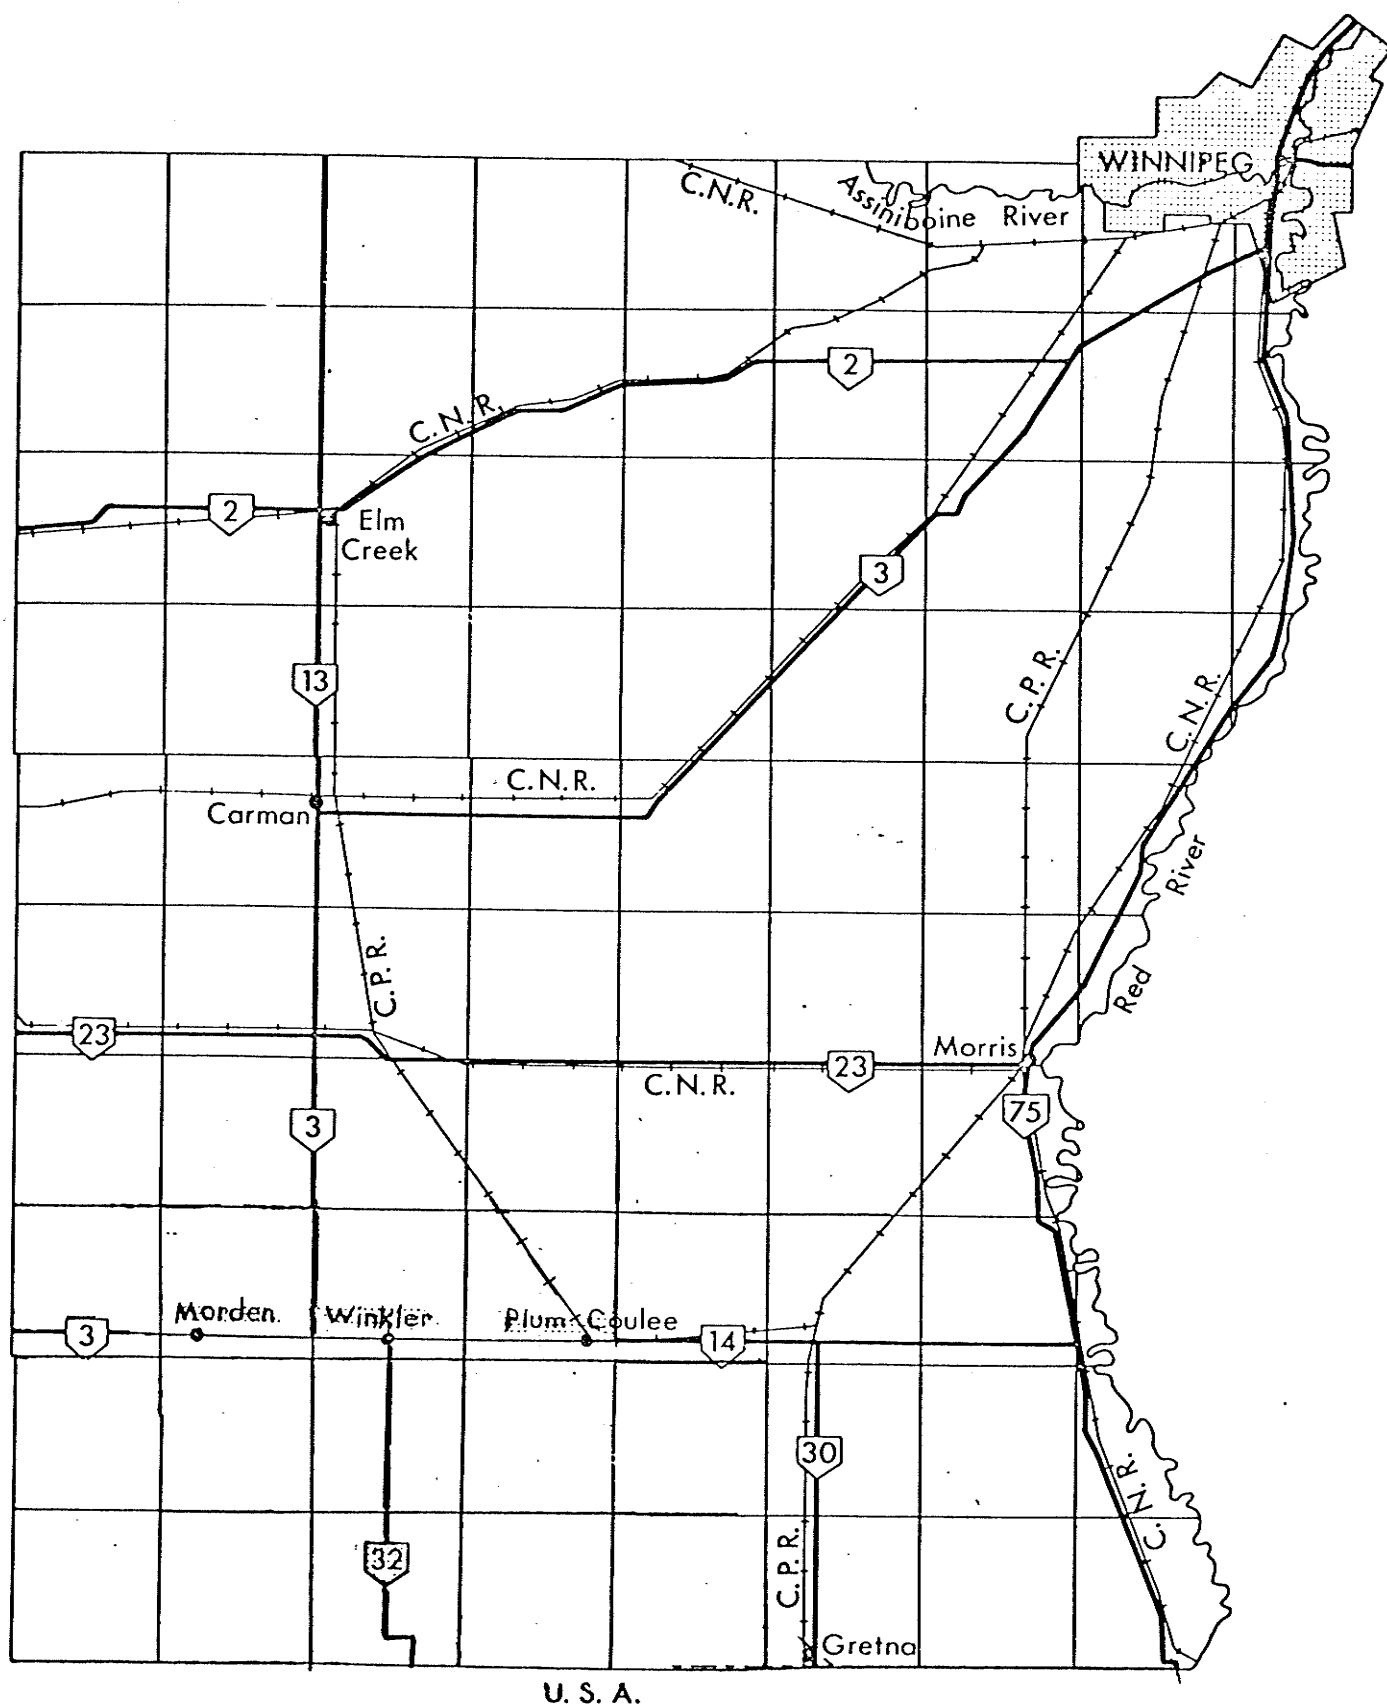 WINNIPEG
C.N.R.
Assiniboine River
2
C.N.R.
2
Elm
Creek
3
13
C.P.R.
C.N.R.
C.N.R.
Carman
River
C.P.R.
Red
23
Morris
23
C.N.R.
75
3
Morden
Winkler
Plum Coulee
3
14
30
C.N.R.
32
C.P.R.
Gretna
U. S. A.